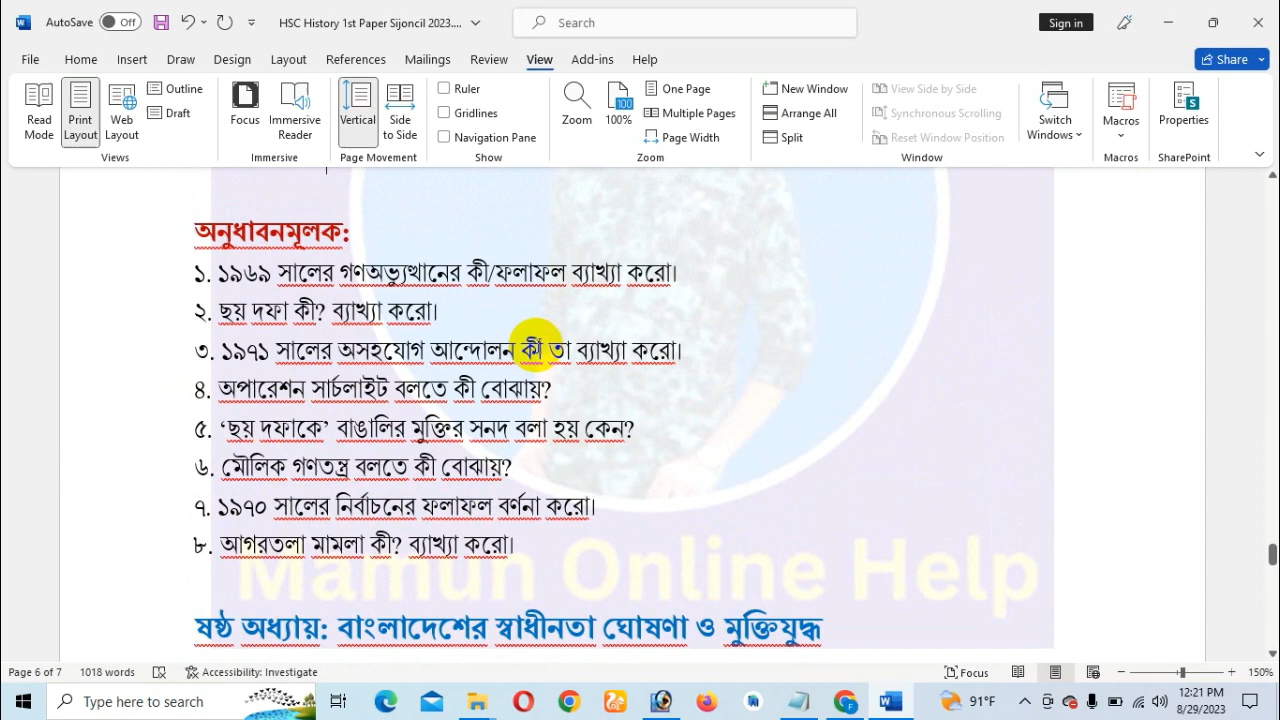 AutoSave Off HSC History 1st Paper Sijoncil 2023.... Search Sign in
File Home Insert Draw Design Layout References Mailings Review View Add-ins Help Share
Read Mode Print Layout Web Layout Outline Draft Focus Immersive Reader Vertical Side to Side Ruler Gridlines Navigation Pane Zoom 100 100% One Page Multiple Pages Page Width New Window Arrange All Split View Side by Side Synchronous Scrolling Reset Window Position Switch Windows Macros Properties
Views Immersive Page Movement Show Zoom Window Macros SharePoint
অনুধাবনমূলক:
১. ১৯৬৯ সালের গণঅভ্যুত্থানের কী/ফলাফল ব্যাখ্যা করো।
২. ছয় দফা কী? ব্যাখ্যা করো।
৩. ১৯৭১ সালের অসহযোগ আন্দোলন কী তা ব্যাখ্যা করো।
৪. অপারেশন সার্চলাইট বলতে কী বোঝায়?
৫. ‘ছয় দফাকে’ বাঙালির মুক্তির সনদ বলা হয় কেন?
৬. মৌলিক গণতন্ত্র বলতে কী বোঝায়?
৭. ১৯৭০ সালের নির্বাচনের ফলাফল বর্ণনা করো।
৮. আগরতলা মামলা কী? ব্যাখ্যা করো।
Mamun Online Help
ষষ্ঠ অধ্যায়: বাংলাদেশের স্বাধীনতা ঘোষণা ও মুক্তিযুদ্ধ
Page 6 of 7 1018 words Accessibility: Investigate Focus 150%
Type here to search 91°F 12:21 PM
8/29/2023